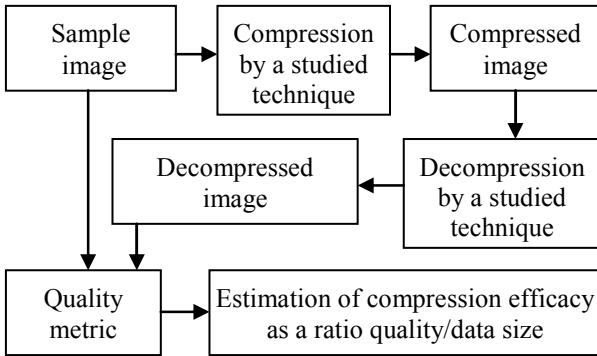 Sample
image
Compression
by a studied
technique
Compressed
image
Decompressed
image
Decompression
by a studied
technique
Quality
metric
Estimation of compression efficacy
as a ratio quality/data size